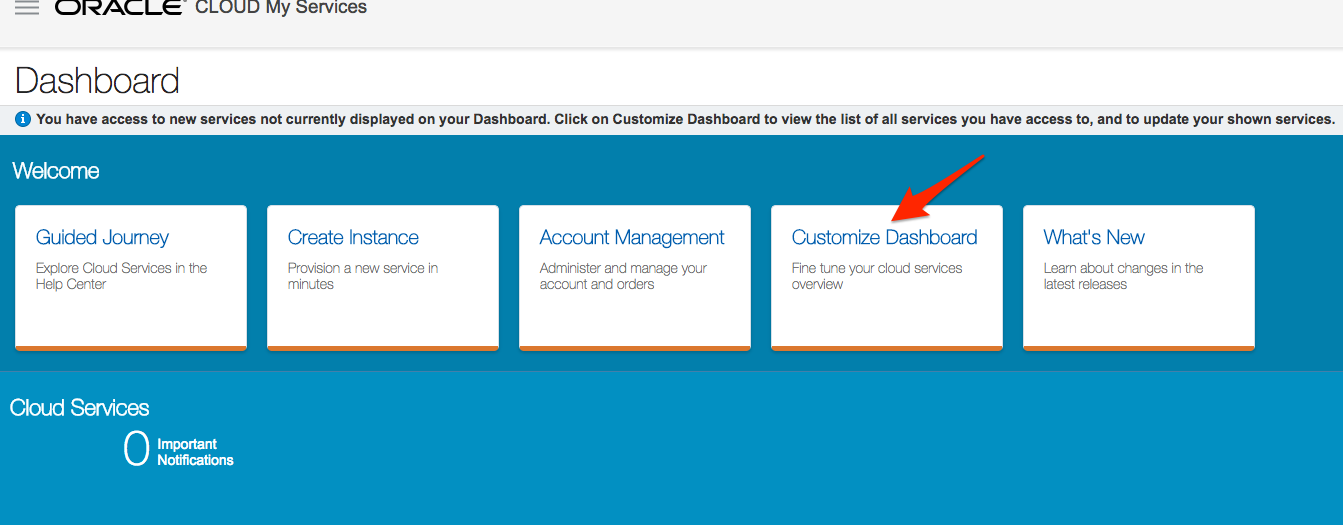 ORACLE® CLOUD My Services
Dashboard
You have access to new services not currently displayed on your Dashboard. Click on Customize Dashboard to view the list of all services you have access to, and to update your shown services.
Welcome
Guided Journey
Explore Cloud Services in the
Help Center
Create Instance
Provision a new service in
minutes
Account Management
Administer and manage your
account and orders
Customize Dashboard
Fine tune your cloud services
overview
What's New
Learn about changes in the
latest releases
Cloud Services
0 Important
Notifications